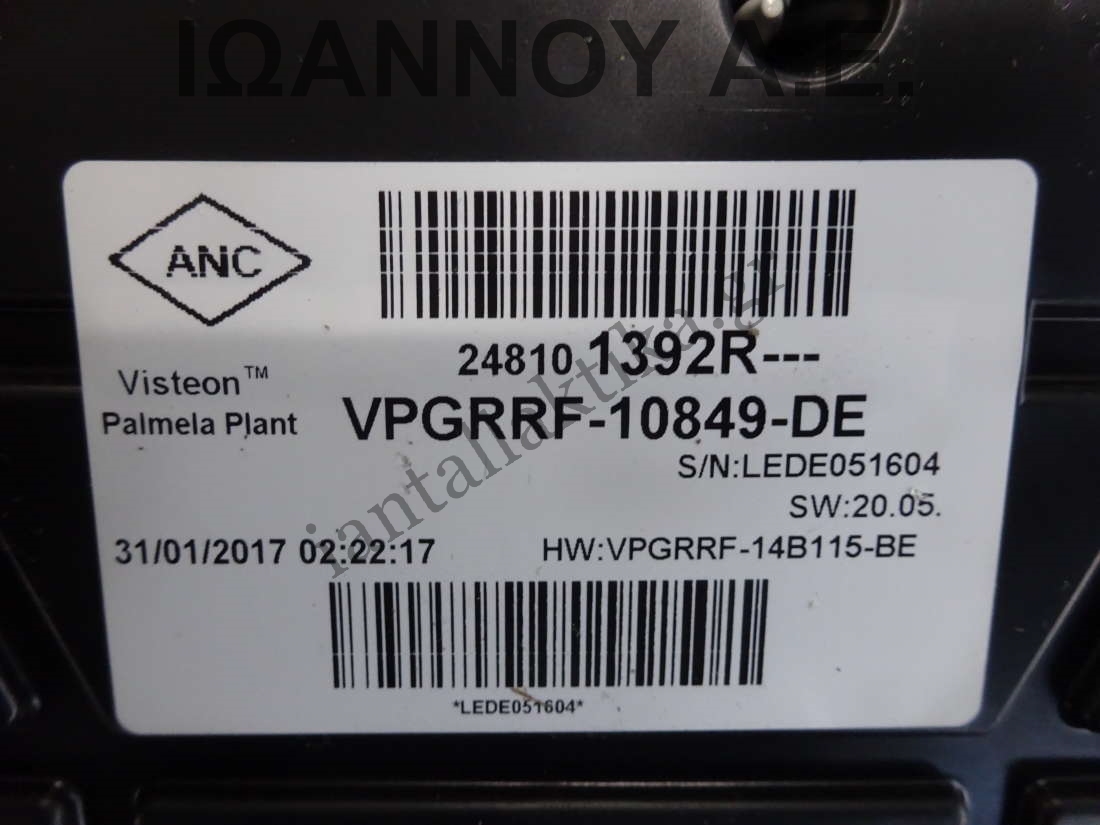 ΙΩΑΝΝΟΥ Α.Ε.
ANC
24810 1392R---
Visteon™
Palmela Plant
VPGRRF-10849-DE
S/N:LEDE051604
SW:20.05.
31/01/2017 02:22:17
HW:VPGRRF-14B115-BE
*LEDE051604*
iantallaktika.gr